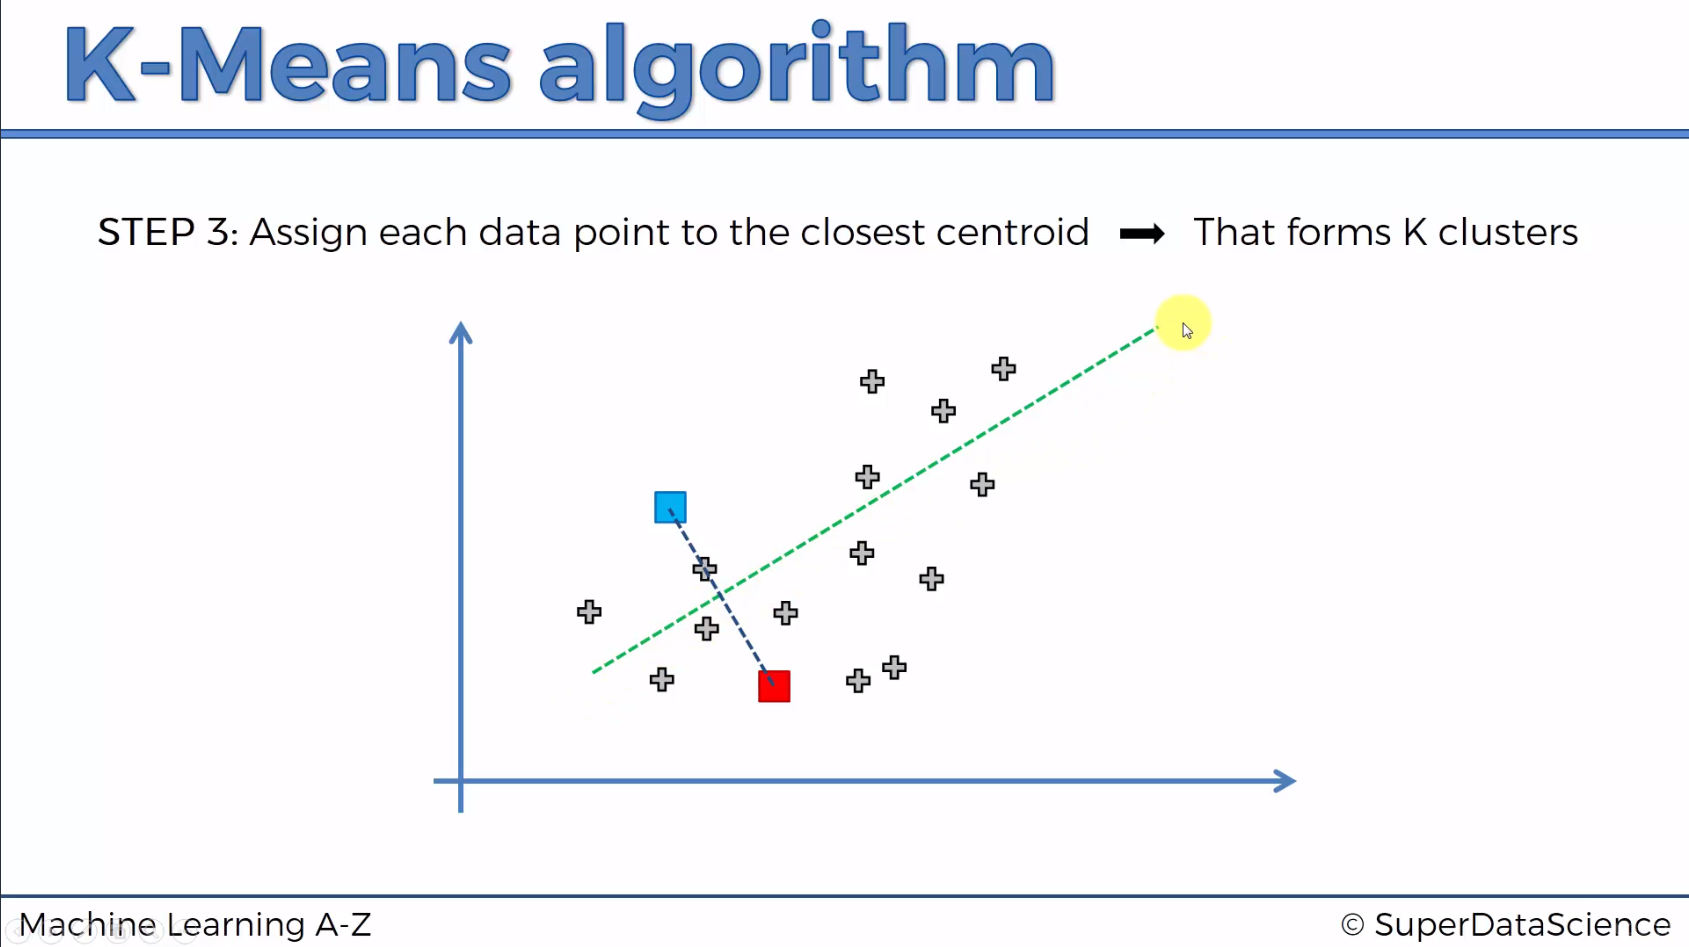 K-Means algorithm
STEP 3: Assign each data point to the closest centroid ➡ That forms K clusters
Machine Learning A-Z
© SuperDataScience